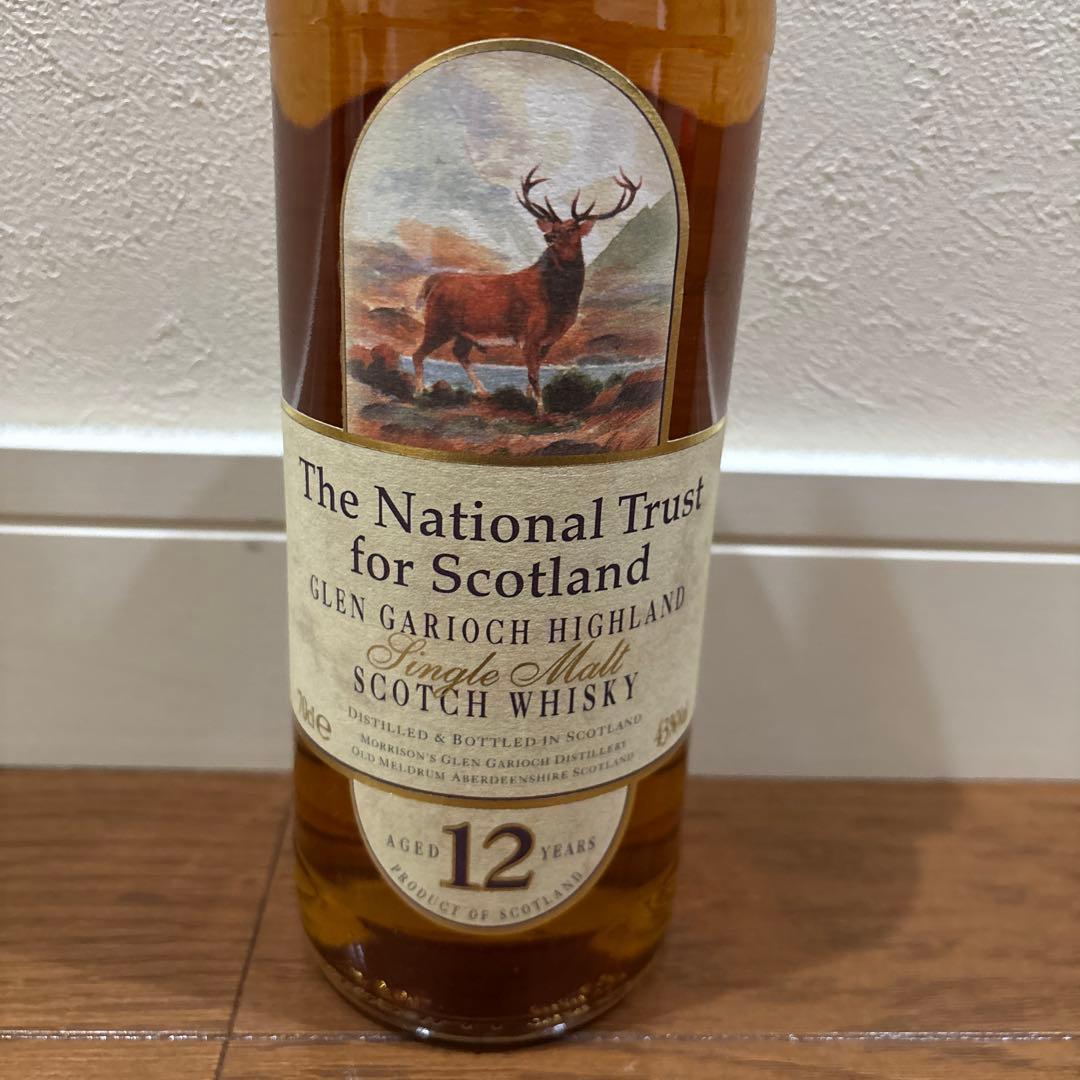 The National Trust
for Scotland
GLEN GARIOCH HIGHLAND
Single Malt
SCOTCH WHISKY
70cl e
43%vol
DISTILLED & BOTTLED IN SCOTLAND
MORRISON'S GLEN GARIOCH DISTILLERY
OLD MELDRUM ABERDEENSHIRE SCOTLAND
AGED 12 YEARS
PRODUCT OF SCOTLAND